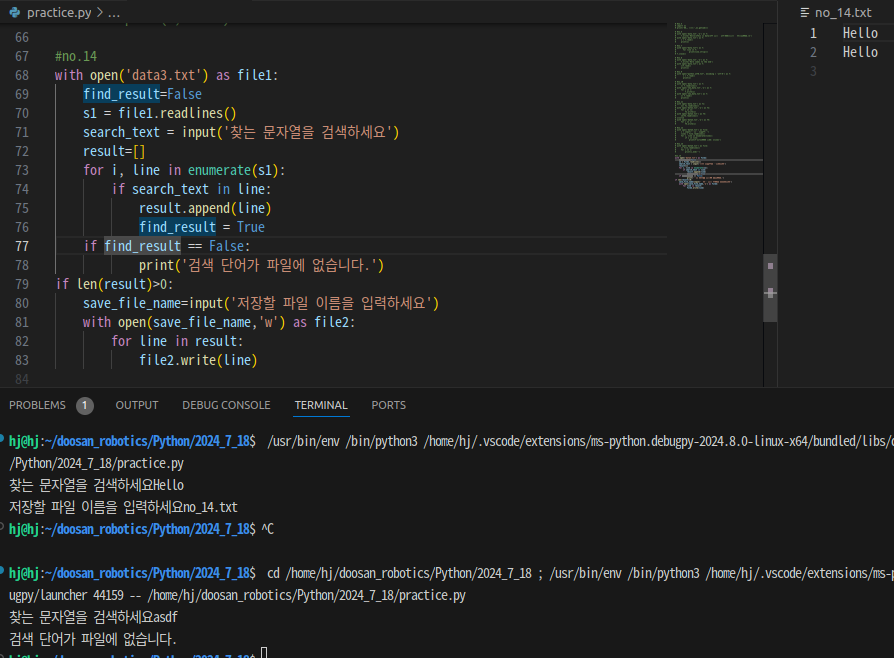 practice.py > ...
no_14.txt
66
67 #no.14
68 with open('data3.txt') as file1:
69 find_result=False
70 s1 = file1.readlines()
71 search_text = input('찾는 문자열을 검색하세요')
72 result=[]
73 for i, line in enumerate(s1):
74 if search_text in line:
75 result.append(line)
76 find_result = True
77 if find_result == False:
78 print('검색 단어가 파일에 없습니다.')
79 if len(result)>0:
80 save_file_name=input('저장할 파일 이름을 입력하세요')
81 with open(save_file_name,'w') as file2:
82 for line in result:
83 file2.write(line)
84
1 Hello
2 Hello
3
PROBLEMS 1 OUTPUT DEBUG CONSOLE TERMINAL PORTS
hj@hj:~/doosan_robotics/Python/2024_7_18$ /usr/bin/env /bin/python3 /home/hj/.vscode/extensions/ms-python.debugpy-2024.8.0-linux-x64/bundled/libs/
/Python/2024_7_18/practice.py
찾는 문자열을 검색하세요Hello
저장할 파일 이름을 입력하세요no_14.txt
hj@hj:~/doosan_robotics/Python/2024_7_18$ ^C
hj@hj:~/doosan_robotics/Python/2024_7_18$ cd /home/hj/doosan_robotics/Python/2024_7_18 ; /usr/bin/env /bin/python3 /home/hj/.vscode/extensions/ms-p
ugpy/launcher 44159 -- /home/hj/doosan_robotics/Python/2024_7_18/practice.py
찾는 문자열을 검색하세요asdf
검색 단어가 파일에 없습니다.
hj@hj:~/doosan_robotics/Python/2024_7_18$